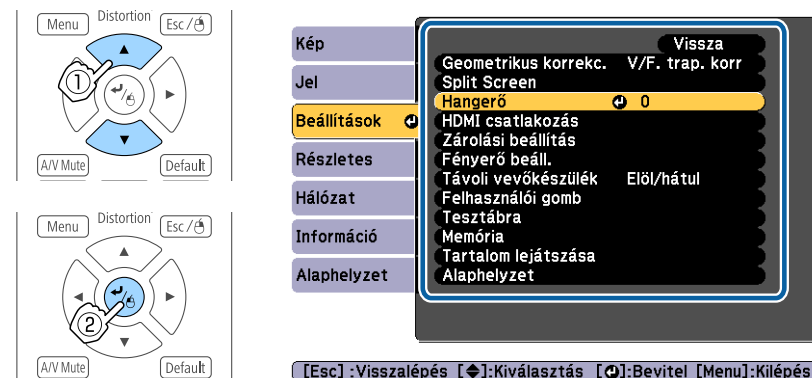 Menu Distortion Esc/
1
A/V Mute Default
Menu Distortion Esc/
2
A/V Mute Default
Kép
Jel
Beállítások
Részletes
Hálózat
Információ
Alaphelyzet
Vissza
Geometrikus korrekc. V/F. trap. korr
Split Screen
Hangerő 0
HDMI csatlakozás
Zárolási beállítás
Fényerő beáll.
Távoli vevőkészülék Elöl/hátul
Felhasználói gomb
Tesztábra
Memória
Tartalom lejátszása
Alaphelyzet
[Esc] :Visszalépés [◆]:Kiválasztás [⏎]:Bevitel [Menu]:Kilépés